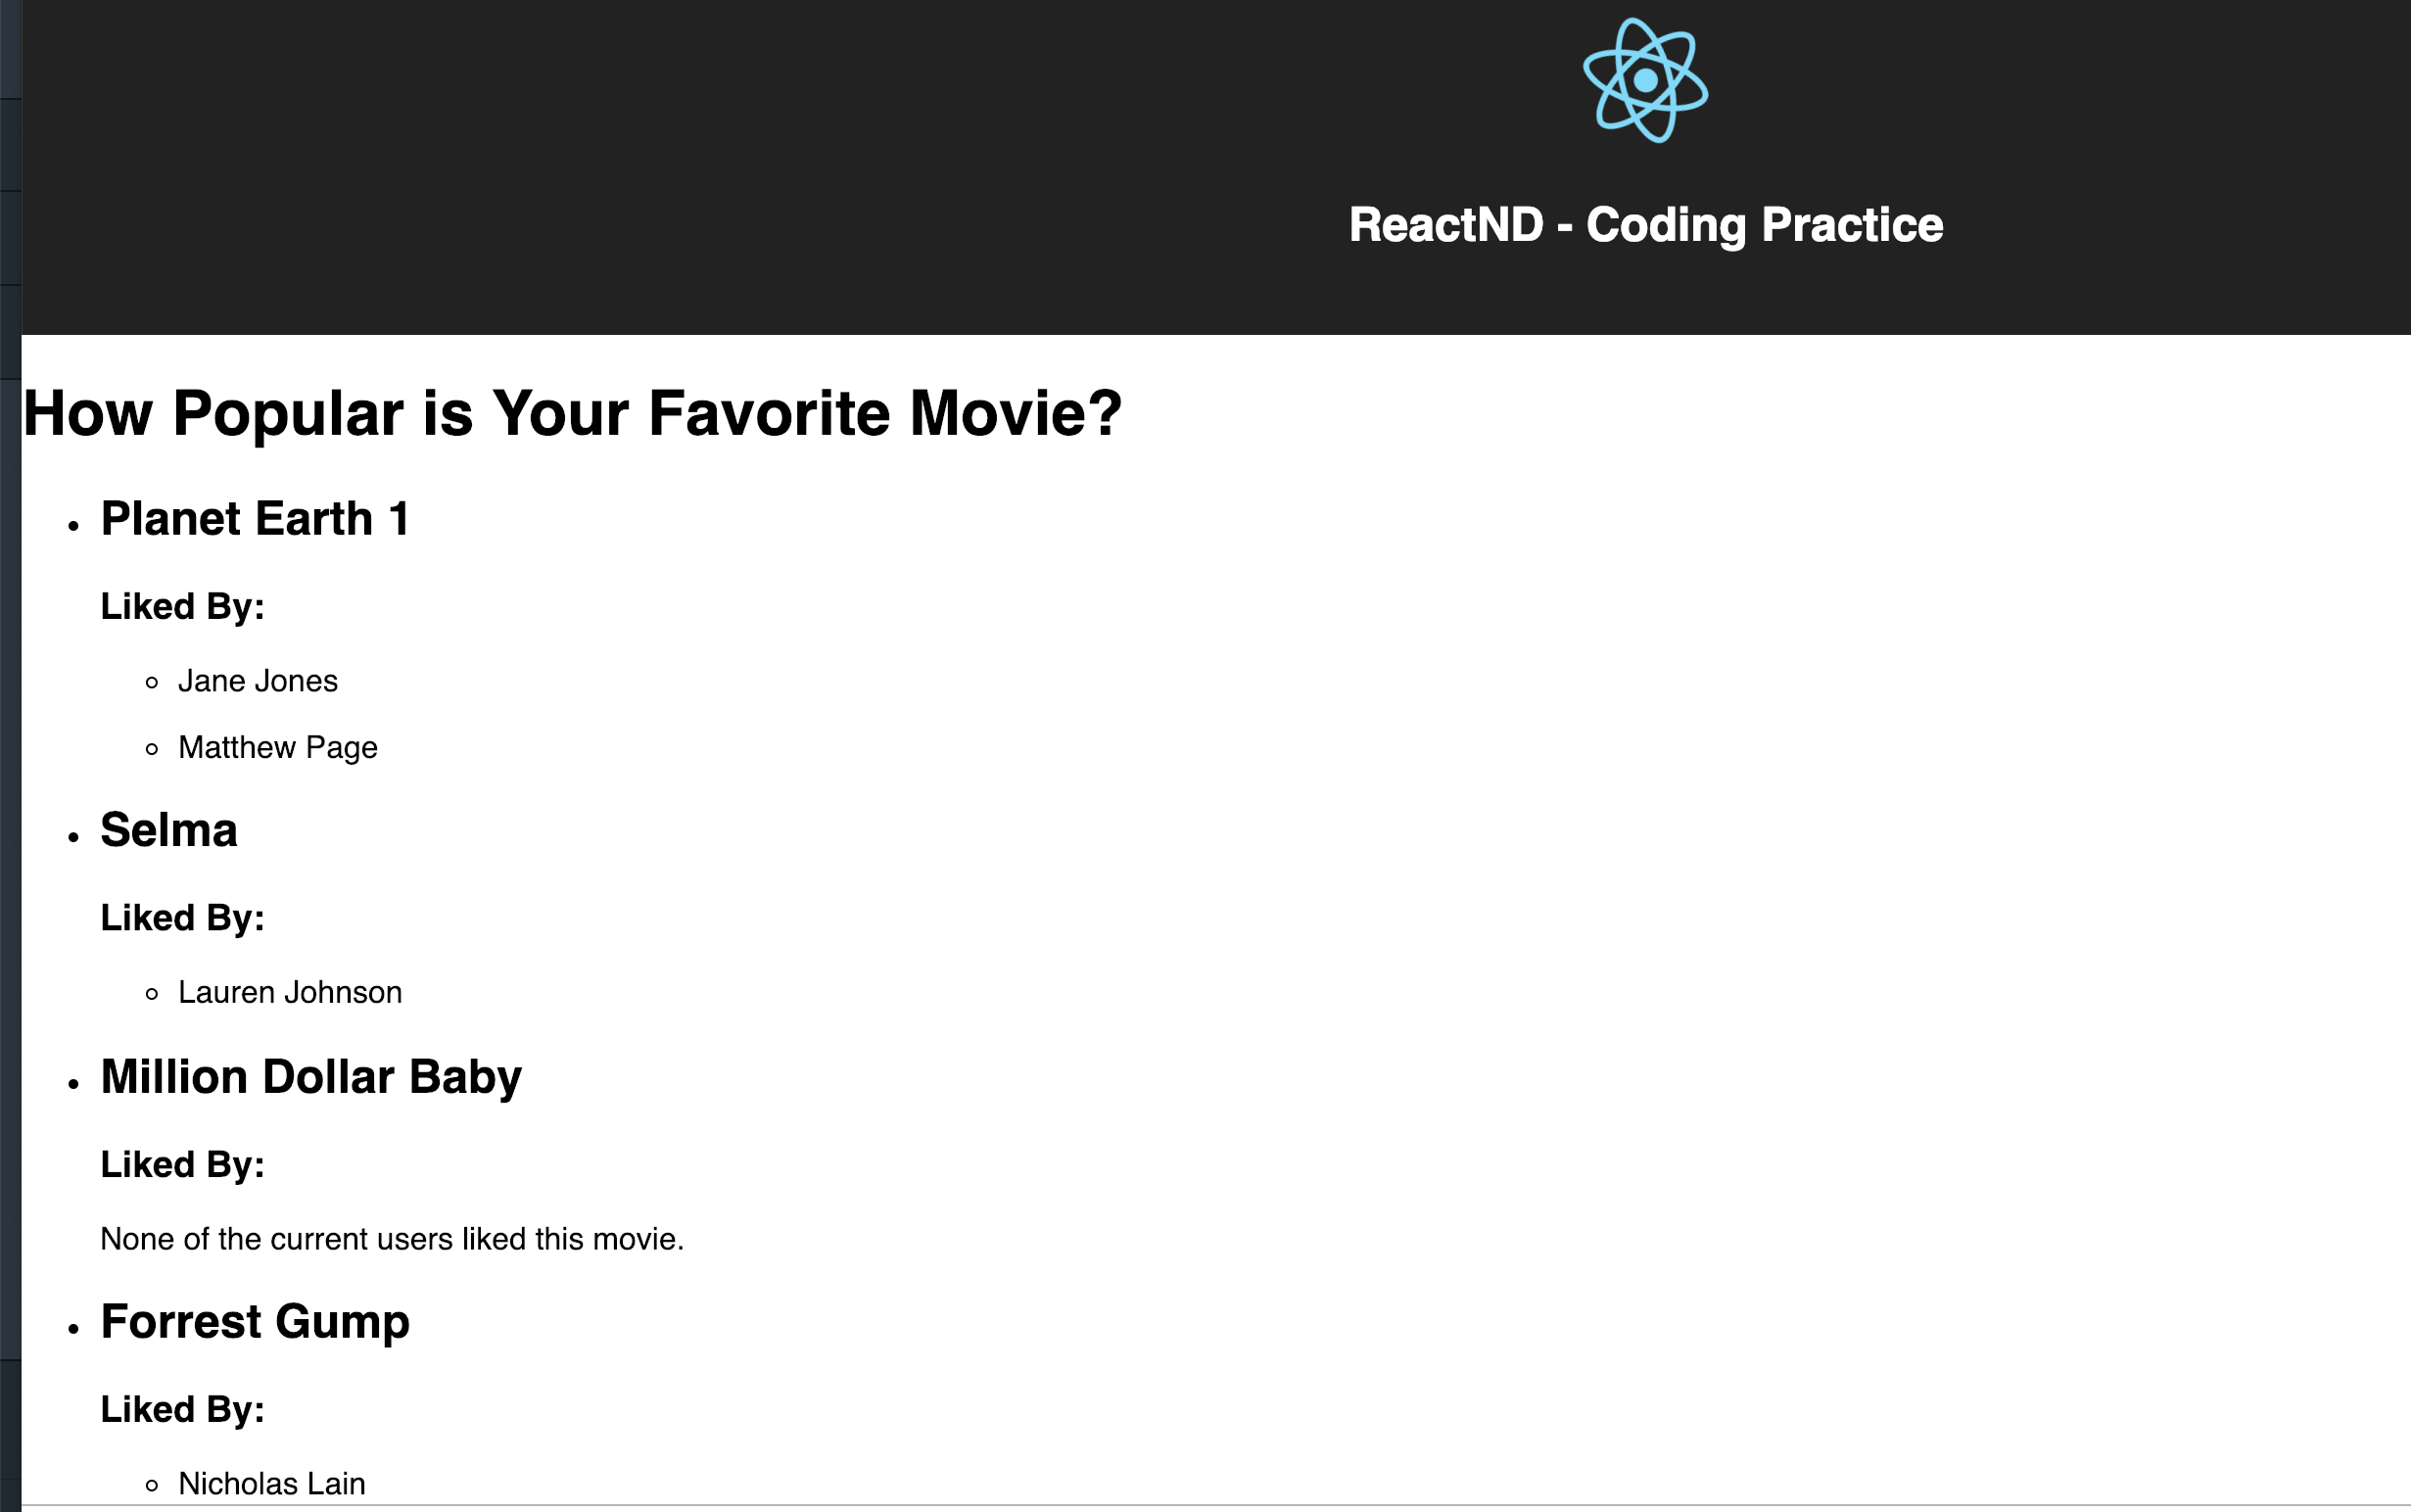 ReactND - Coding Practice
How Popular is Your Favorite Movie?
Planet Earth 1
Liked By:
Jane Jones
Matthew Page
Selma
Liked By:
Lauren Johnson
Million Dollar Baby
Liked By:
None of the current users liked this movie.
Forrest Gump
Liked By:
Nicholas Lain